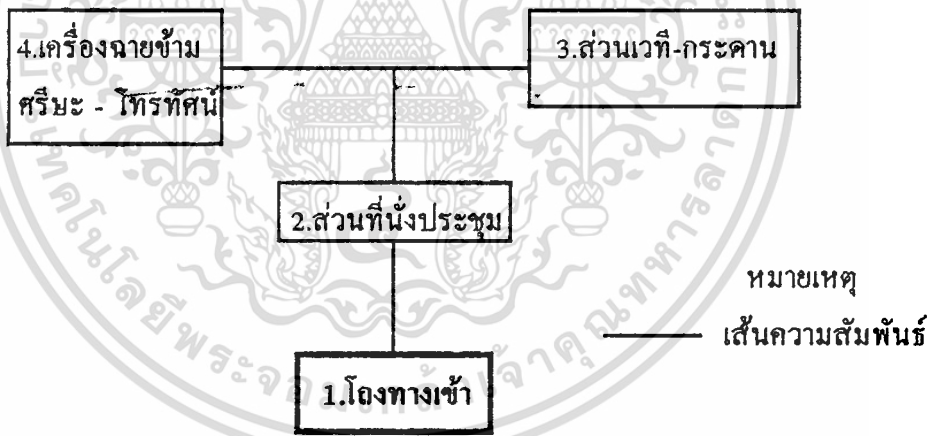 4.เครื่องฉายข้าม
ศรีษะ - โทรทัศน์
3.ส่วนเวที-กระดาน
2.ส่วนที่นั่งประชุม
หมายเหตุ
เส้นความสัมพันธ์
1.โถงทางเข้า